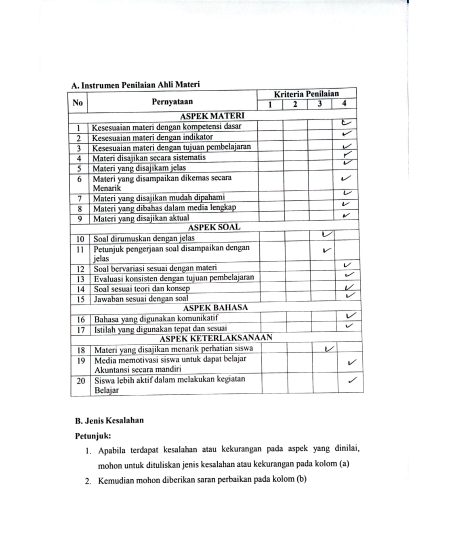 A. Instrumen Penilaian Ahli Materi
No Pernyataan Kriteria Penilaian
1 2 3 4
ASPEK MATERI
1 Kesesuaian materi dengan kompetensi dasar ✓
2 Kesesuaian materi dengan indikator ✓
3 Kesesuaian materi dengan tujuan pembelajaran ✓
4 Materi disajikan secara sistematis ✓
5 Materi yang disajikam jelas ✓
6 Materi yang disampaikan dikemas secara ✓
Menarik
7 Materi yang disajikan mudah dipahami ✓
8 Materi yang dibahas dalam media lengkap ✓
9 Materi yang disajikan aktual ✓
ASPEK SOAL
10 Soal dirumuskan dengan jelas ✓
11 Petunjuk pengerjaan soal disampaikan dengan ✓
jelas
12 Soal bervariasi sesuai dengan materi ✓
13 Evaluasi konsisten dengan tujuan pembelajaran ✓
14 Soal sesuai teori dan konsep ✓
15 Jawaban sesuai dengan soal ✓
ASPEK BAHASA
16 Bahasa yang digunakan komunikatif ✓
17 Istilah yang digunakan tepat dan sesuai ✓
ASPEK KETERLAKSANAAN
18 Materi yang disajikan menarik perhatian siswa ✓
19 Media memotivasi siswa untuk dapat belajar ✓
Akuntansi secara mandiri
20 Siswa lebih aktif dalam melakukan kegiatan ✓
Belajar
B. Jenis Kesalahan
Petunjuk:
1. Apabila terdapat kesalahan atau kekurangan pada aspek yang dinilai,
mohon untuk dituliskan jenis kesalahan atau kekurangan pada kolom (a)
2. Kemudian mohon diberikan saran perbaikan pada kolom (b)